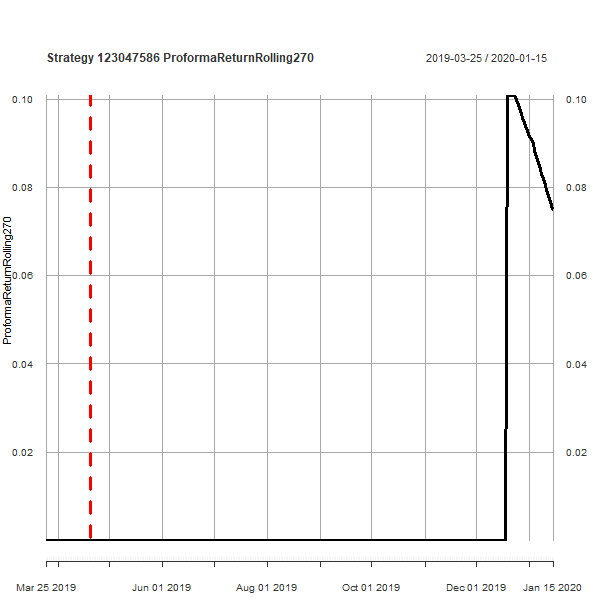 Strategy 123047586 ProformaReturnRolling270
2019-03-25 / 2020-01-15
0.10
0.10
0.08
0.08
0.06
0.06
0.04
0.04
0.02
0.02
ProformaReturnRolling270
Mar 25 2019
Jun 01 2019
Aug 01 2019
Oct 01 2019
Dec 01 2019
Jan 15 2020